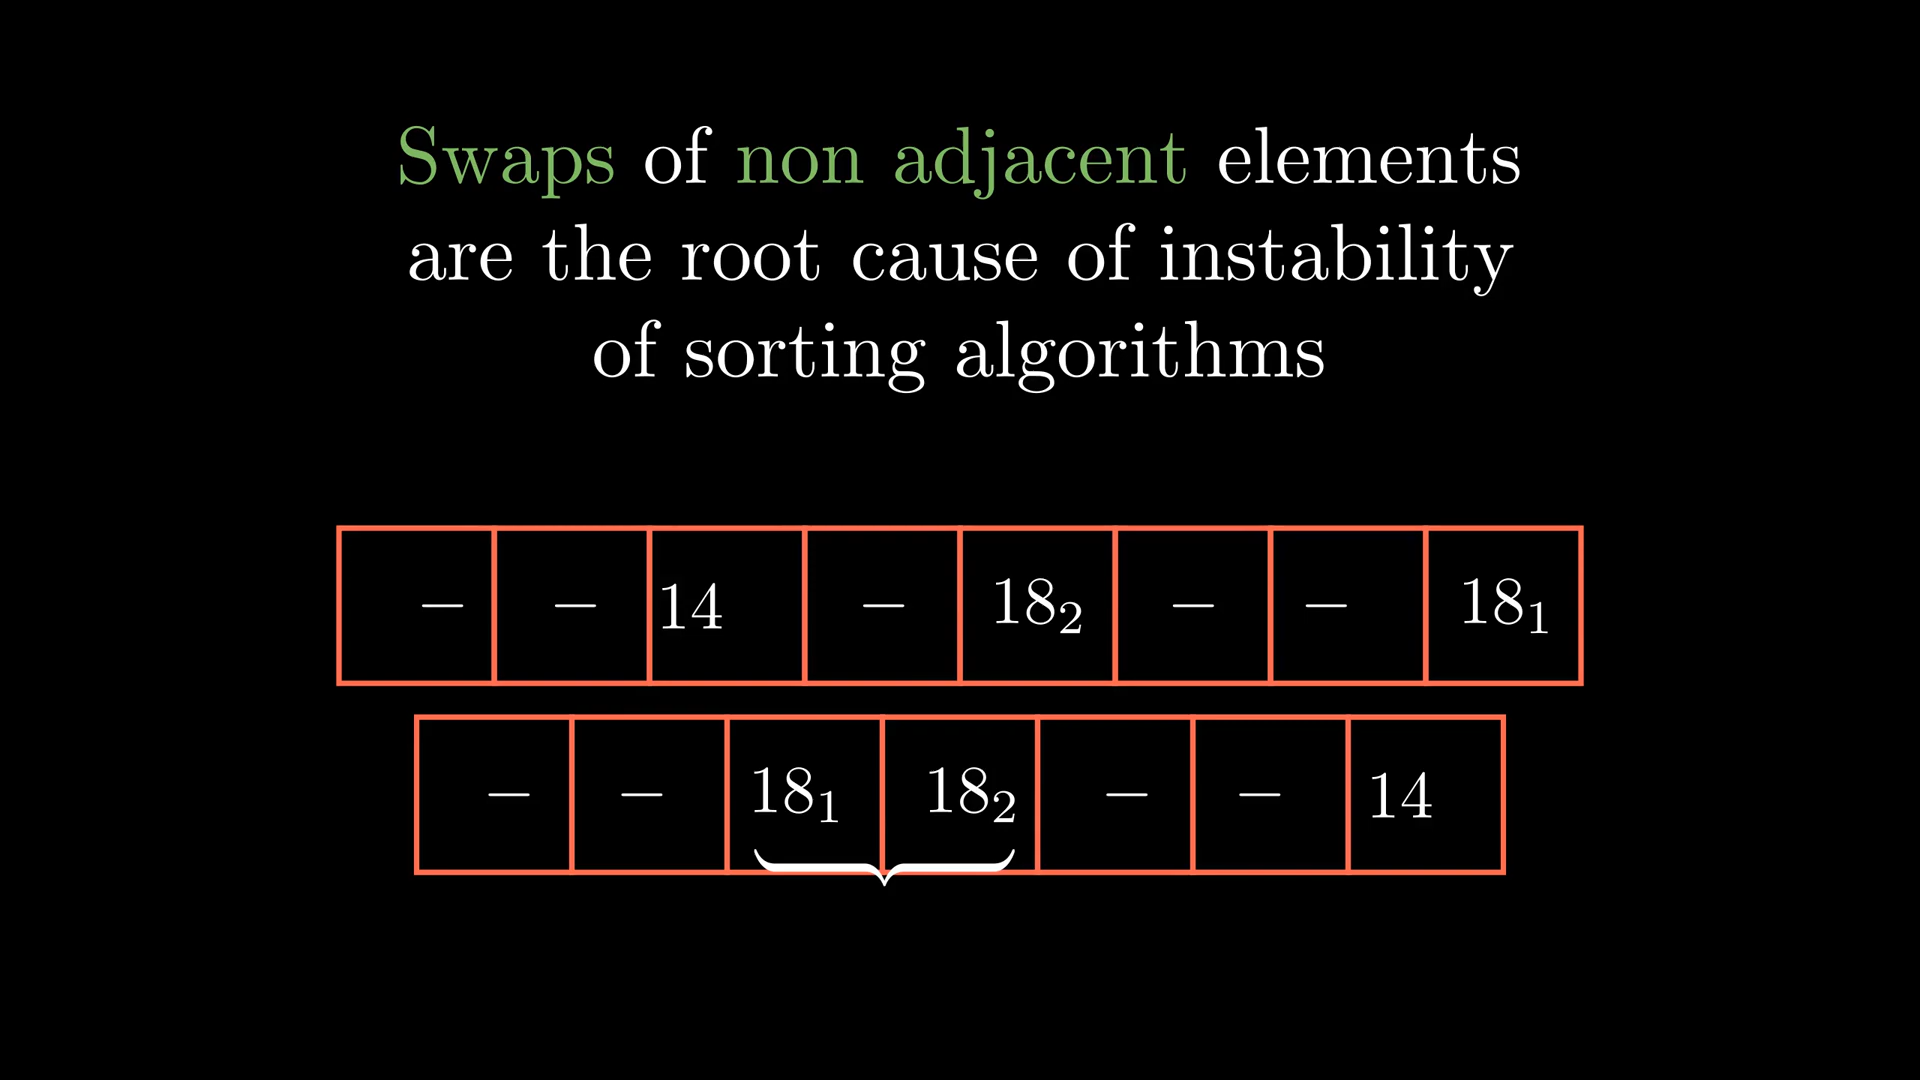 Swaps of non adjacent elements
are the root cause of instability
of sorting algorithms
– – 14 – 18₂ – – 18₁
– – 18₁ 18₂ – – 14